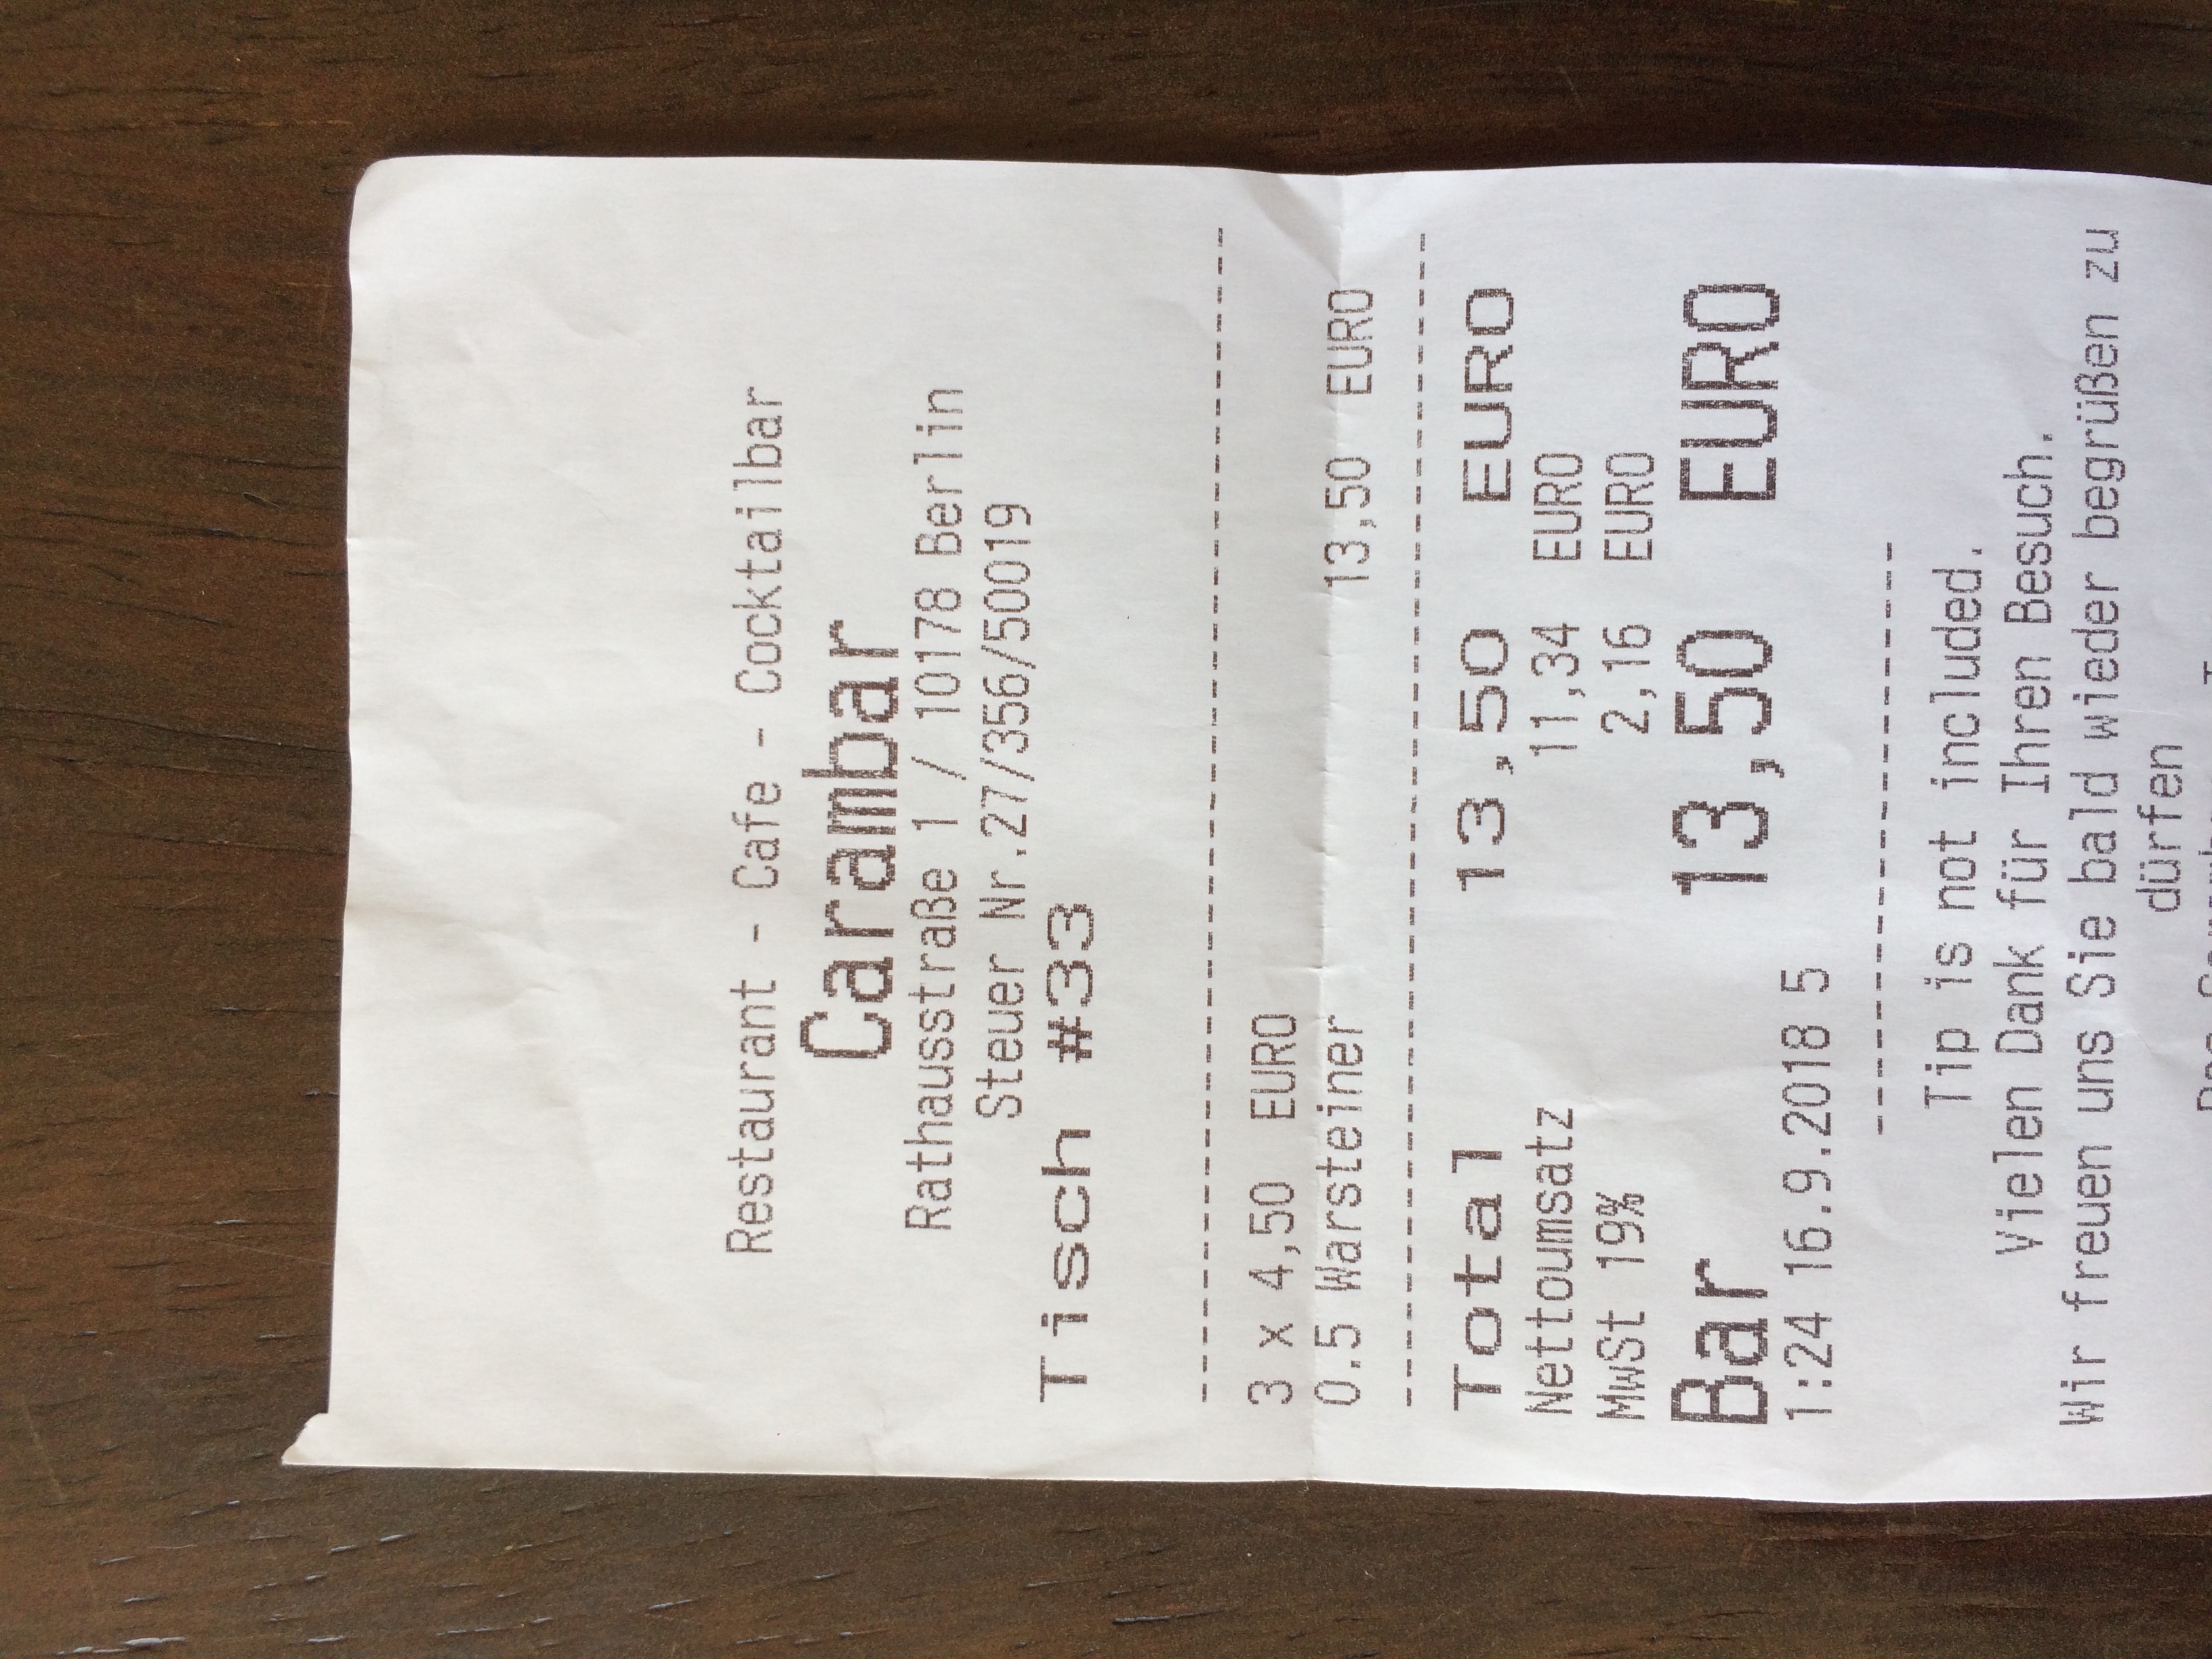 Restaurant - Cafe - Cocktailbar
Carambar
Rathausstraße 1 / 10178 Berlin
Steuer Nr.27/356/50019
Tisch #33
3 x 4,50 EURO
0.5 Warsteiner 13,50 EURO
Total 13,50 EURO
Nettoumsatz 11,34 EURO
MwSt 19% 2,16 EURO
Bar 13,50 EURO
1:24 16.9.2018 5
Tip is not included.
Vielen Dank für Ihren Besuch.
Wir freuen uns Sie bald wieder begrüßen zu
dürfen